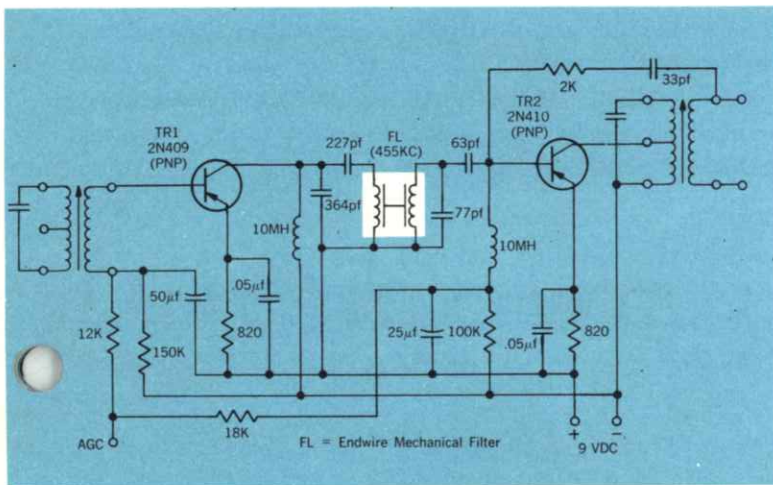 2K
33pf
TR1
2N409
(PNP)
TR2
2N410
(PNP)
FL
(455KC)
227pf
63pf
364pf
77pf
10MH
10MH
50µf
.05µf
12K
150K
820
25µf
100K
.05µf
820
18K
AGC
FL = Endwire Mechanical Filter
+ -
9 VDC